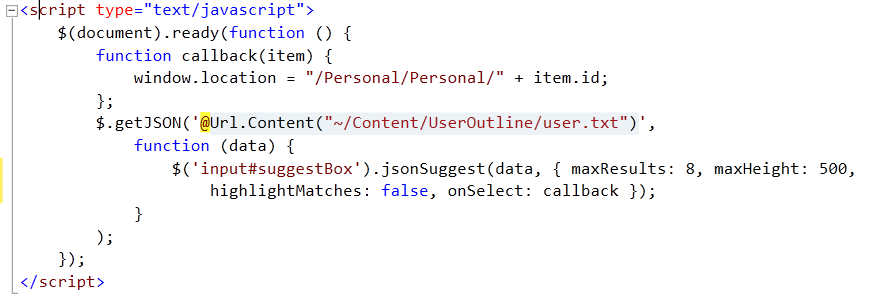 <script type="text/javascript">
    $(document).ready(function () {
        function callback(item) {
            window.location = "/Personal/Personal/" + item.id;
        };
        $.getJSON('@Url.Content("~/Content/UserOutline/user.txt")',
            function (data) {
                $('input#suggestBox').jsonSuggest(data, { maxResults: 8, maxHeight: 500,
                    highlightMatches: false, onSelect: callback });
            }
        );
    });
</script>